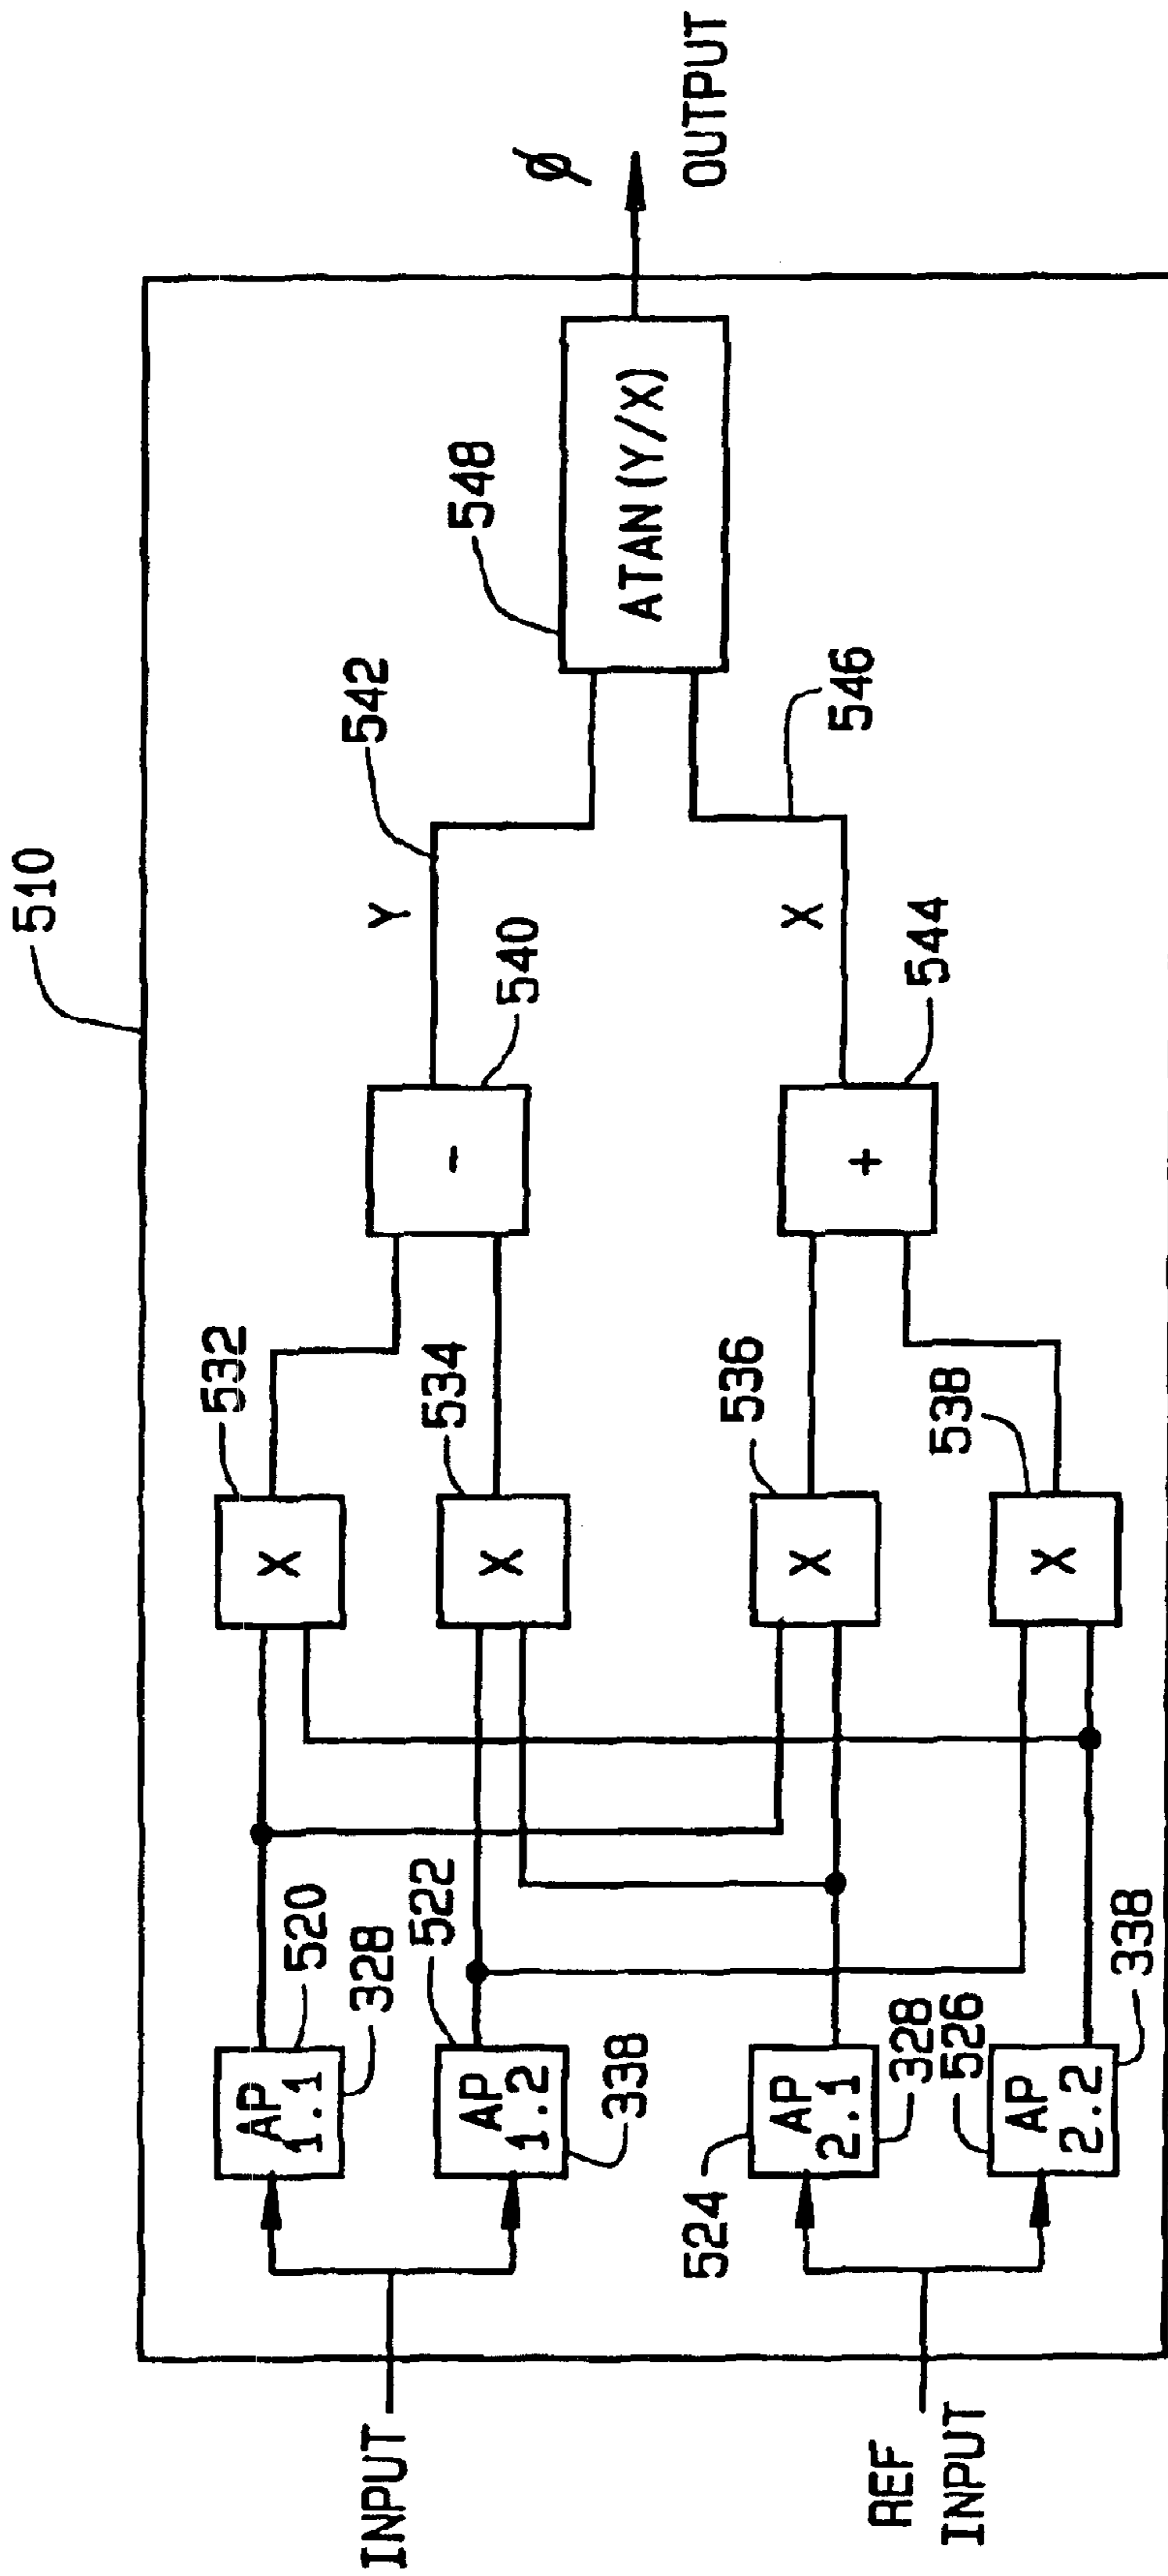 510
INPUT
REF
INPUT
AP
1.1
520
328
AP
1.2
522
338
524
AP
2.1
328
526
AP
2.2
338
X
532
X
534
X
536
X
538
-
540
+
544
Y
542
X
546
ATAN(Y/X)
548
Ø
OUTPUT